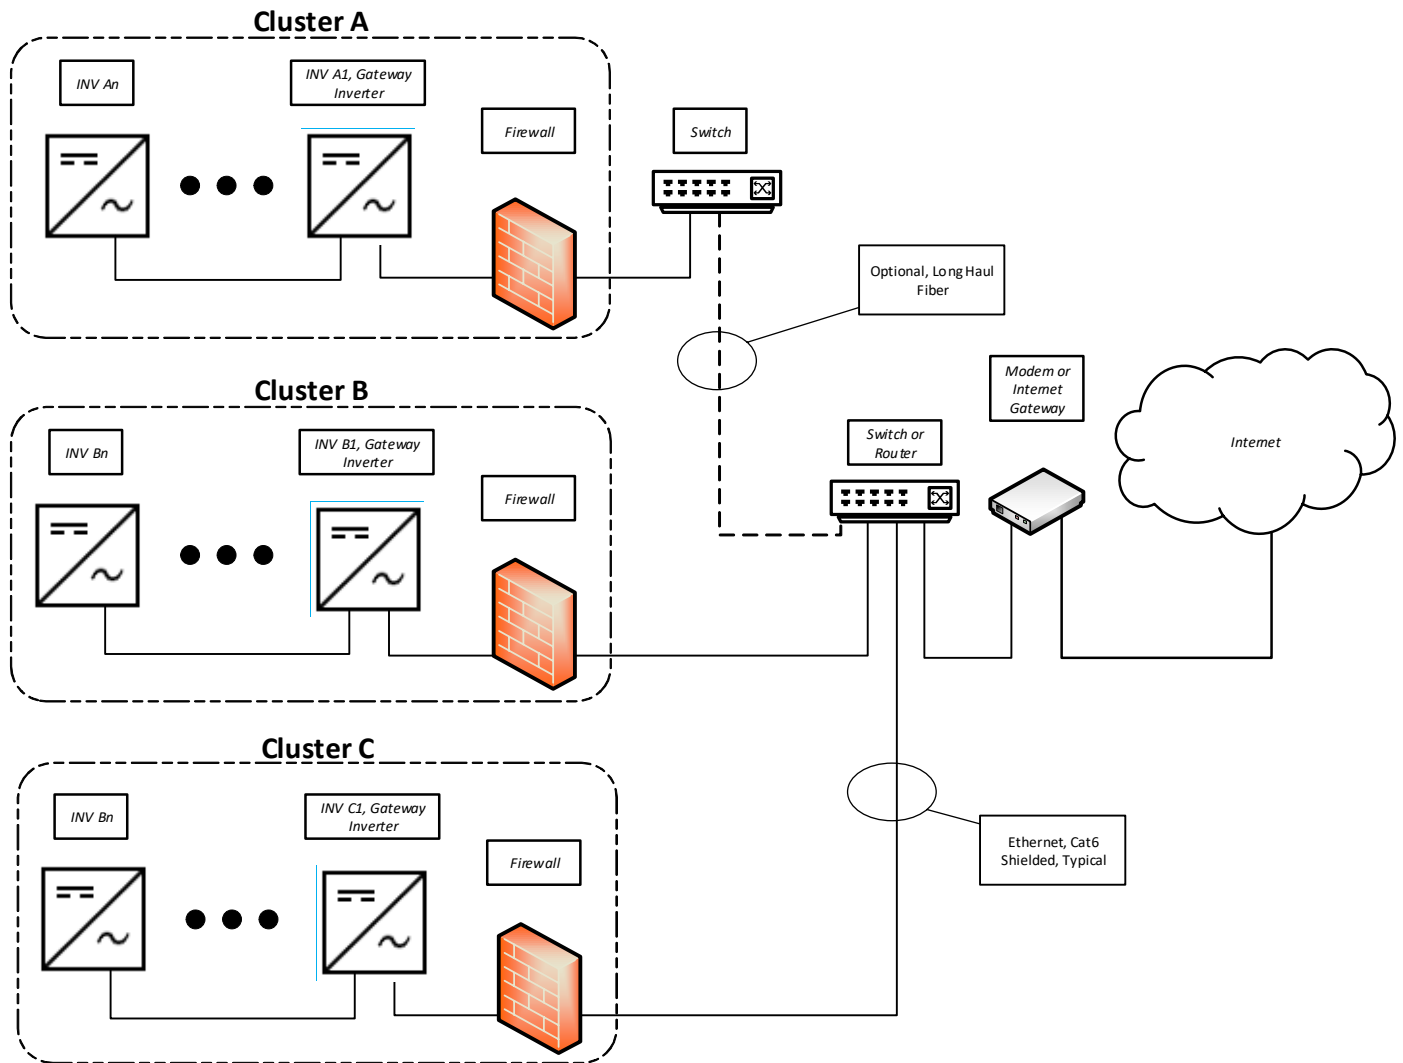 Cluster A
INV An
INV A1, Gateway
Inverter
Firewall
Switch
Optional, Long Haul
Fiber
Cluster B
INV Bn
INV B1, Gateway
Inverter
Firewall
Switch or
Router
Modem or
Internet
Gateway
Internet
Cluster C
INV Bn
INV C1, Gateway
Inverter
Firewall
Ethernet, Cat6
Shielded, Typical